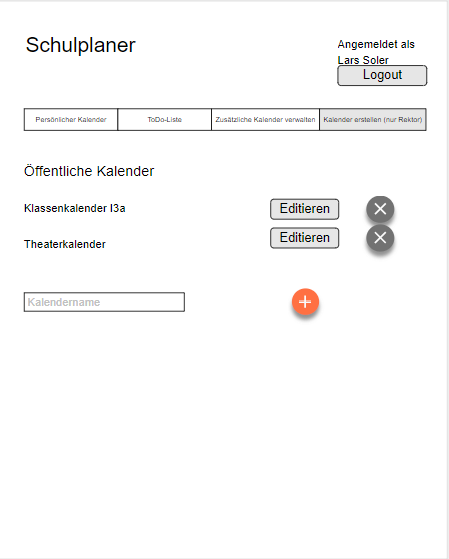 Schulplaner
Angemeldet als
Lars Soler
Logout
Persönlicher Kalender
ToDo-Liste
Zusätzliche Kalender verwalten
Kalender erstellen (nur Rektor)
Öffentliche Kalender
Klassenkalender I3a
Editieren
Theaterkalender
Editieren
Kalendername